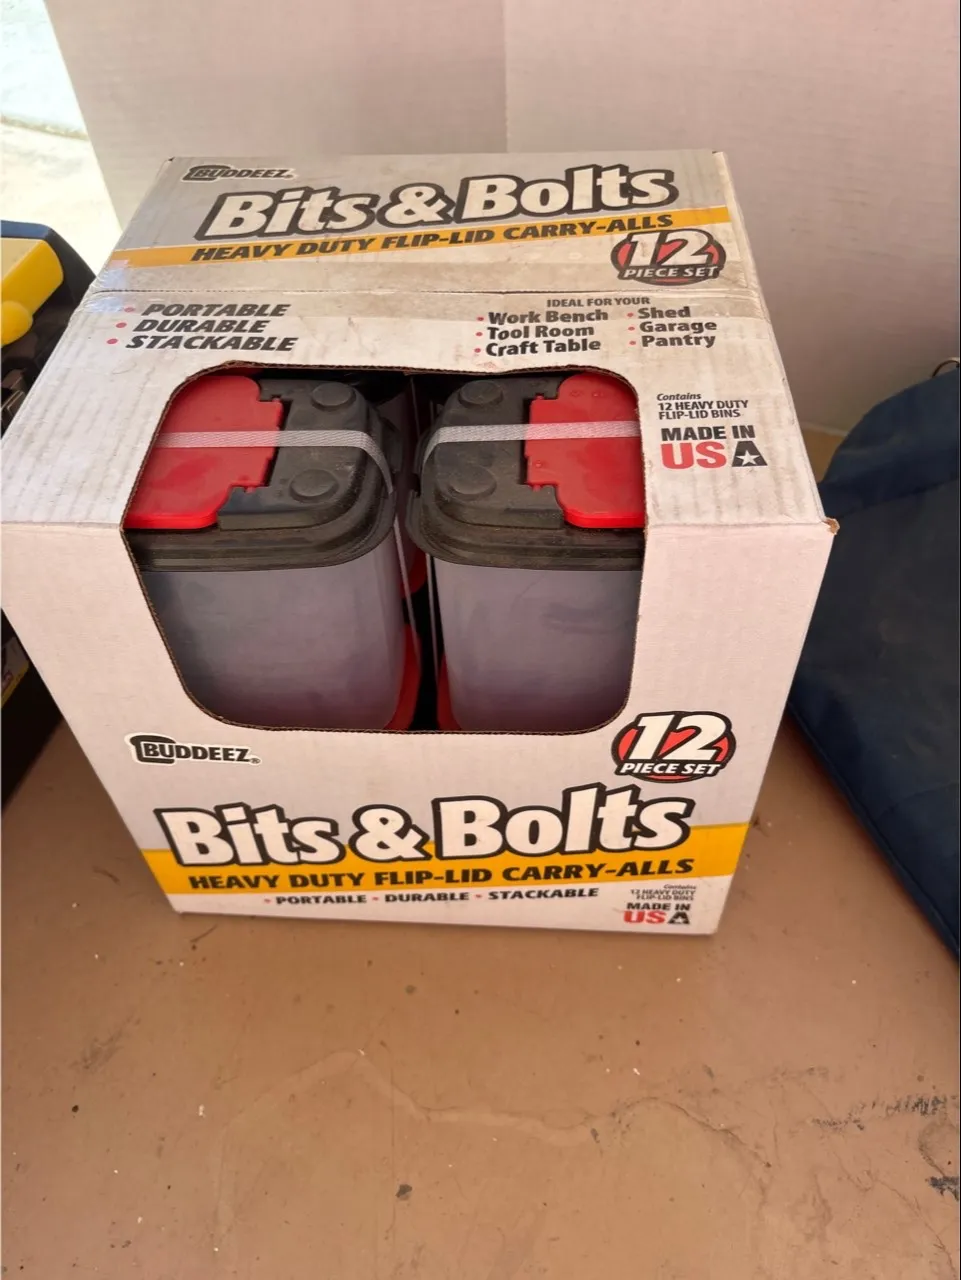 BUDDEEZ®
Bits & Bolts
HEAVY DUTY FLIP-LID CARRY-ALLS
12
PIECE SET
• PORTABLE
• DURABLE
• STACKABLE
IDEAL FOR YOUR
• Work Bench
• Tool Room
• Craft Table
• Shed
• Garage
• Pantry
Contains
12 HEAVY DUTY
FLIP-LID BINS
MADE IN
USA
BUDDEEZ®
12
PIECE SET
Bits & Bolts
HEAVY DUTY FLIP-LID CARRY-ALLS
• PORTABLE • DURABLE • STACKABLE
Contains
12 HEAVY DUTY
FLIP-LID BINS
MADE IN
USA